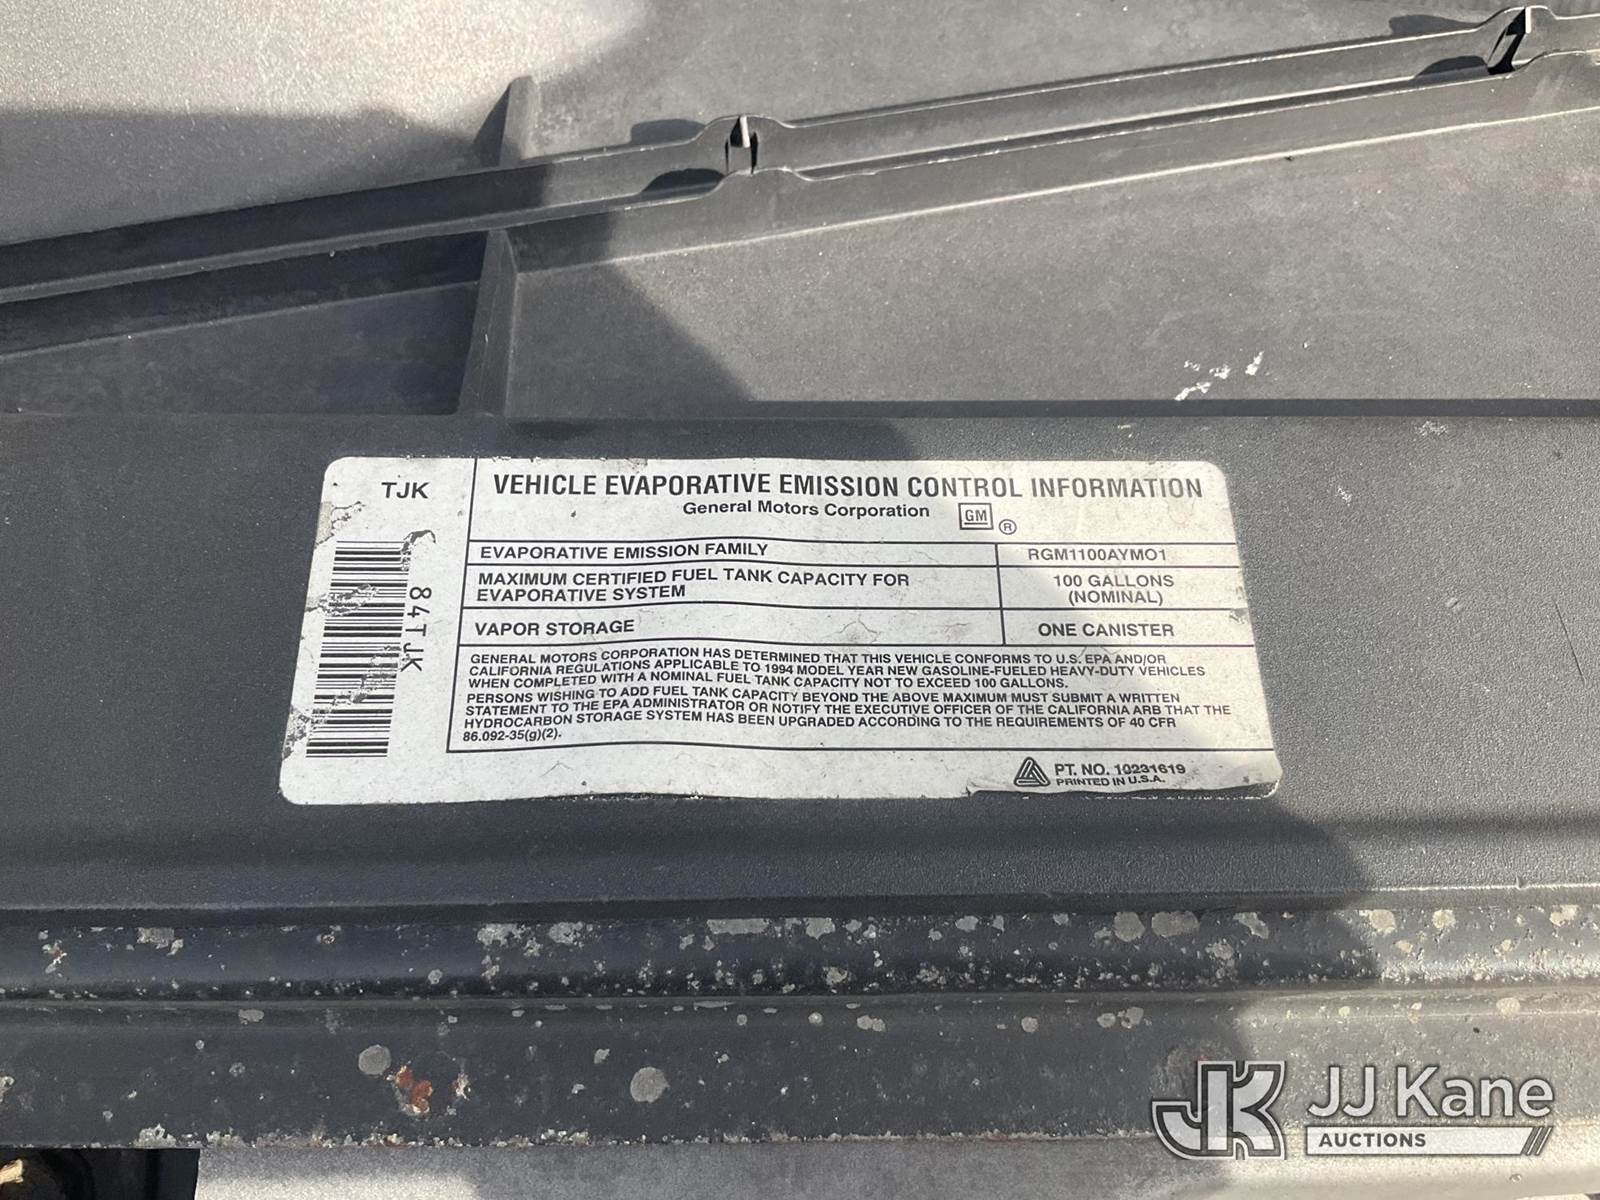 TJK
84TJK
VEHICLE EVAPORATIVE EMISSION CONTROL INFORMATION
General Motors Corporation GM ®
EVAPORATIVE EMISSION FAMILY RGM1100AYMO1
MAXIMUM CERTIFIED FUEL TANK CAPACITY FOR
EVAPORATIVE SYSTEM
100 GALLONS
(NOMINAL)
VAPOR STORAGE ONE CANISTER
GENERAL MOTORS CORPORATION HAS DETERMINED THAT THIS VEHICLE CONFORMS TO U.S. EPA AND/OR
CALIFORNIA REGULATIONS APPLICABLE TO 1994 MODEL YEAR NEW GASOLINE-FUELED HEAVY-DUTY VEHICLES
WHEN COMPLETED WITH A NOMINAL FUEL TANK CAPACITY NOT TO EXCEED 100 GALLONS.
PERSONS WISHING TO ADD FUEL TANK CAPACITY BEYOND THE ABOVE MAXIMUM MUST SUBMIT A WRITTEN
STATEMENT TO THE EPA ADMINISTRATOR OR NOTIFY THE EXECUTIVE OFFICER OF THE CALIFORNIA ARB THAT THE
HYDROCARBON STORAGE SYSTEM HAS BEEN UPGRADED ACCORDING TO THE REQUIREMENTS OF 40 CFR
86.092-35(g)(2).
PT. NO. 10231619
PRINTED IN U.S.A.
JK JJ Kane
AUCTIONS